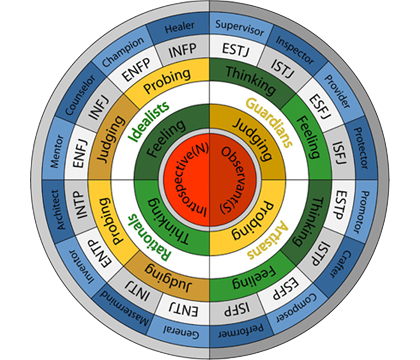 Supervisor
Inspector
Provider
Protector
Promotor
Crafter
Composer
Performer
General
Mastermind
Inventor
Architect
Mentor
Counselor
Champion
Healer
ESTJ
ISTJ
ESFJ
ISFJ
ESTP
ISTP
ESFP
ISFP
ENTJ
INTJ
ENTP
INTP
ENFJ
INFJ
ENFP
INFP
Thinking
Feeling
Thinking
Feeling
Judging
Probing
Judging
Probing
Guardians
Artisans
Rationals
Idealists
Judging
Probing
Thinking
Feeling
Introspective(N)
Observant(S)